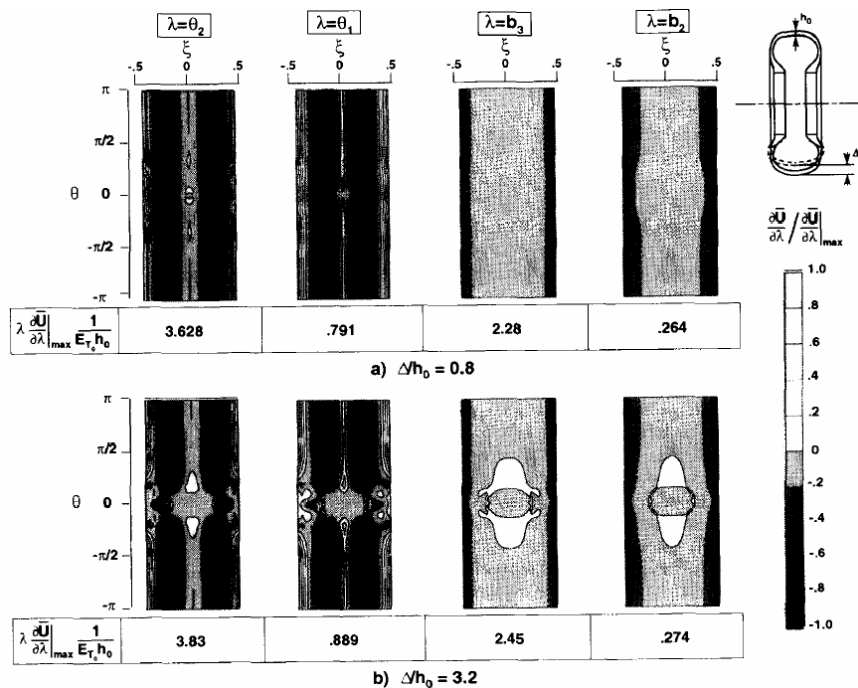 λ=θ₂ λ=θ₁ λ=b₃ λ=b₂
ξ ξ ξ ξ
-.5 0 .5 -.5 0 .5 -.5 0 .5 -.5 0 .5
h₀
Δ
π
π/2
θ 0
-π/2
-π
∂Ū/∂λ / ∂Ū/∂λ|max
1.0
.8
.6
.4
.2
0
-.2
-.4
-.6
-.8
-1.0
λ ∂Ū/∂λ|max 1/(E_T₀ h₀) 3.628 .791 2.28 .264
a) Δ/h₀ = 0.8
π
π/2
θ 0
-π/2
-π
λ ∂Ū/∂λ|max 1/(E_T₀ h₀) 3.83 .889 2.45 .274
b) Δ/h₀ = 3.2